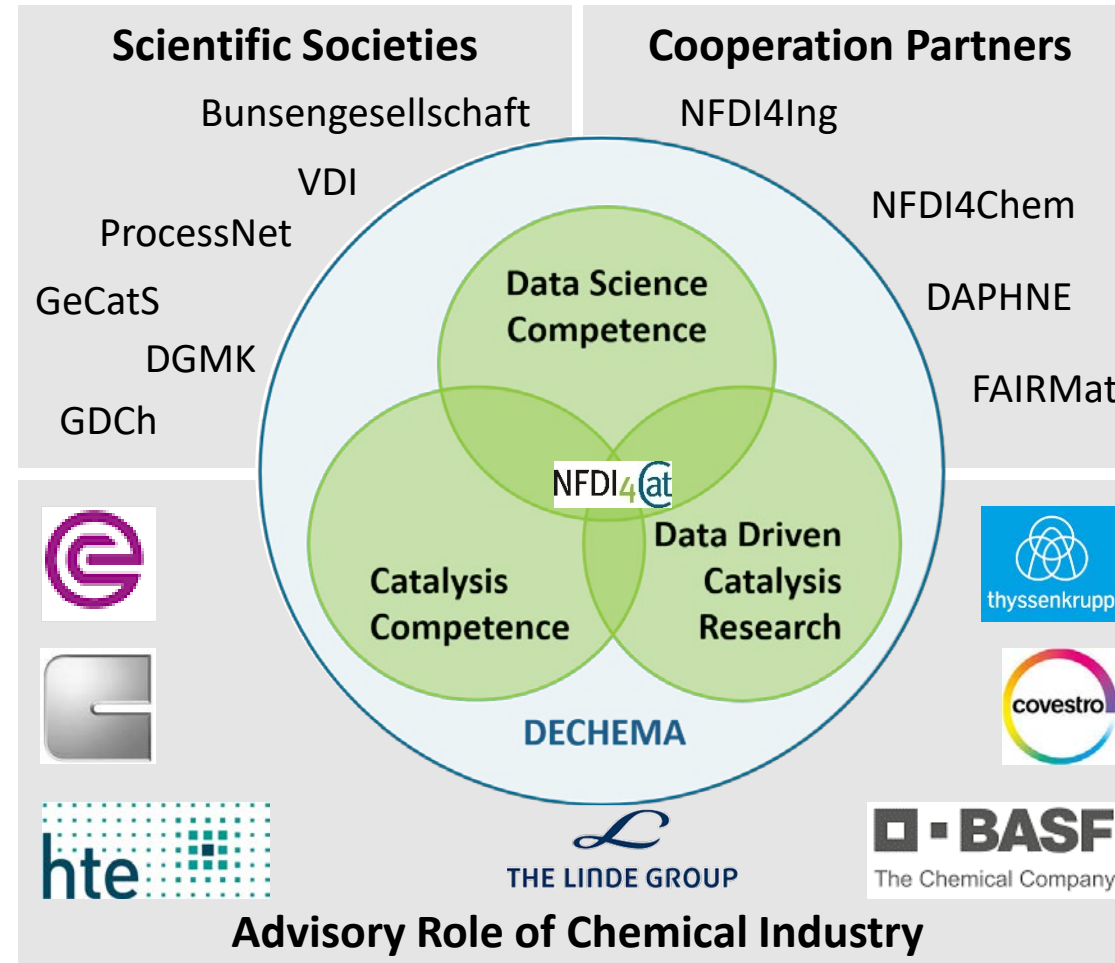 Scientific Societies
Cooperation Partners
Bunsengesellschaft
VDI
ProcessNet
GeCatS
DGMK
GDCh
NFDI4Ing
NFDI4Chem
DAPHNE
FAIRMat
Data Science
Competence
NFDI4Cat
Catalysis
Competence
Data Driven
Catalysis
Research
DECHEMA
thyssenkrupp
covestro
hte
THE LINDE GROUP
BASF
The Chemical Company
Advisory Role of Chemical Industry